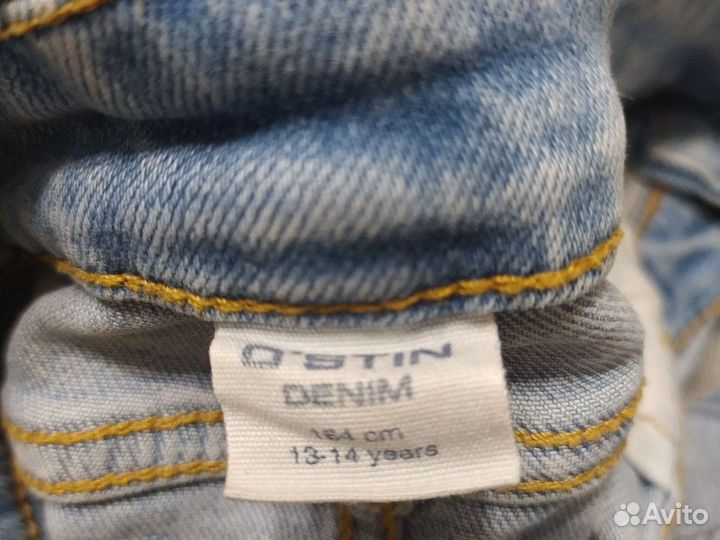 O'STIN
DENIM
164 cm
13-14 years
Avito